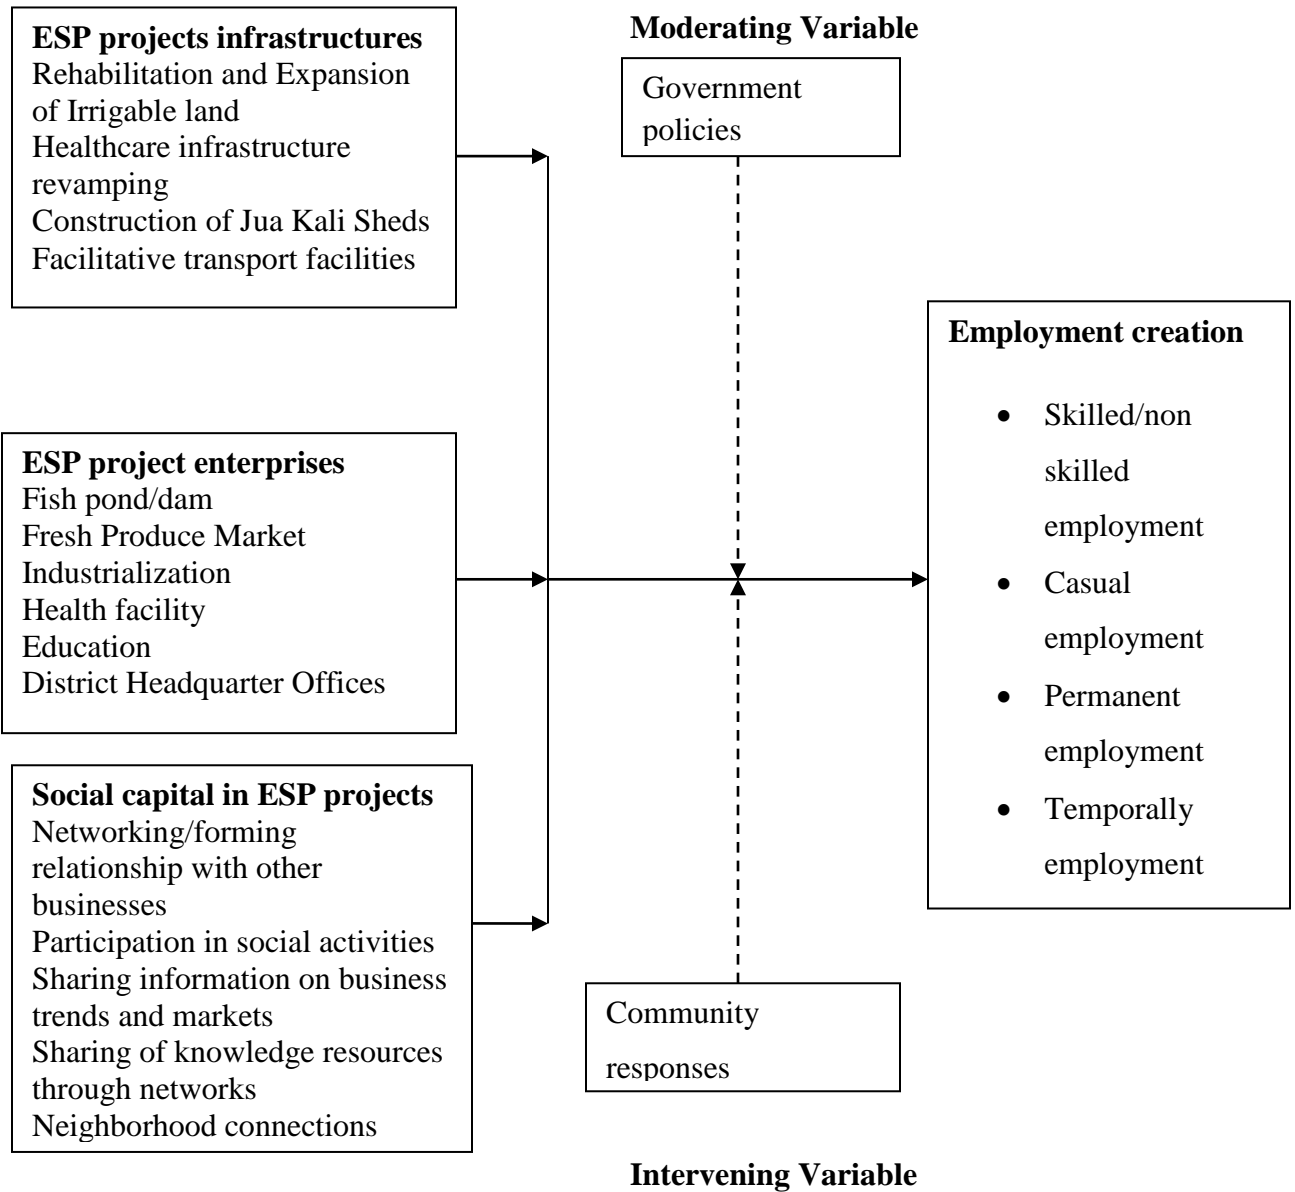 ESP projects infrastructures
Rehabilitation and Expansion
of Irrigable land
Healthcare infrastructure
revamping
Construction of Jua Kali Sheds
Facilitative transport facilities
Moderating Variable
Government
policies
ESP project enterprises
Fish pond/dam
Fresh Produce Market
Industrialization
Health facility
Education
District Headquarter Offices
Social capital in ESP projects
Networking/forming
relationship with other
businesses
Participation in social activities
Sharing information on business
trends and markets
Sharing of knowledge resources
through networks
Neighborhood connections
Community
responses
Intervening Variable
Employment creation
• Skilled/non
skilled
employment
• Casual
employment
• Permanent
employment
• Temporally
employment